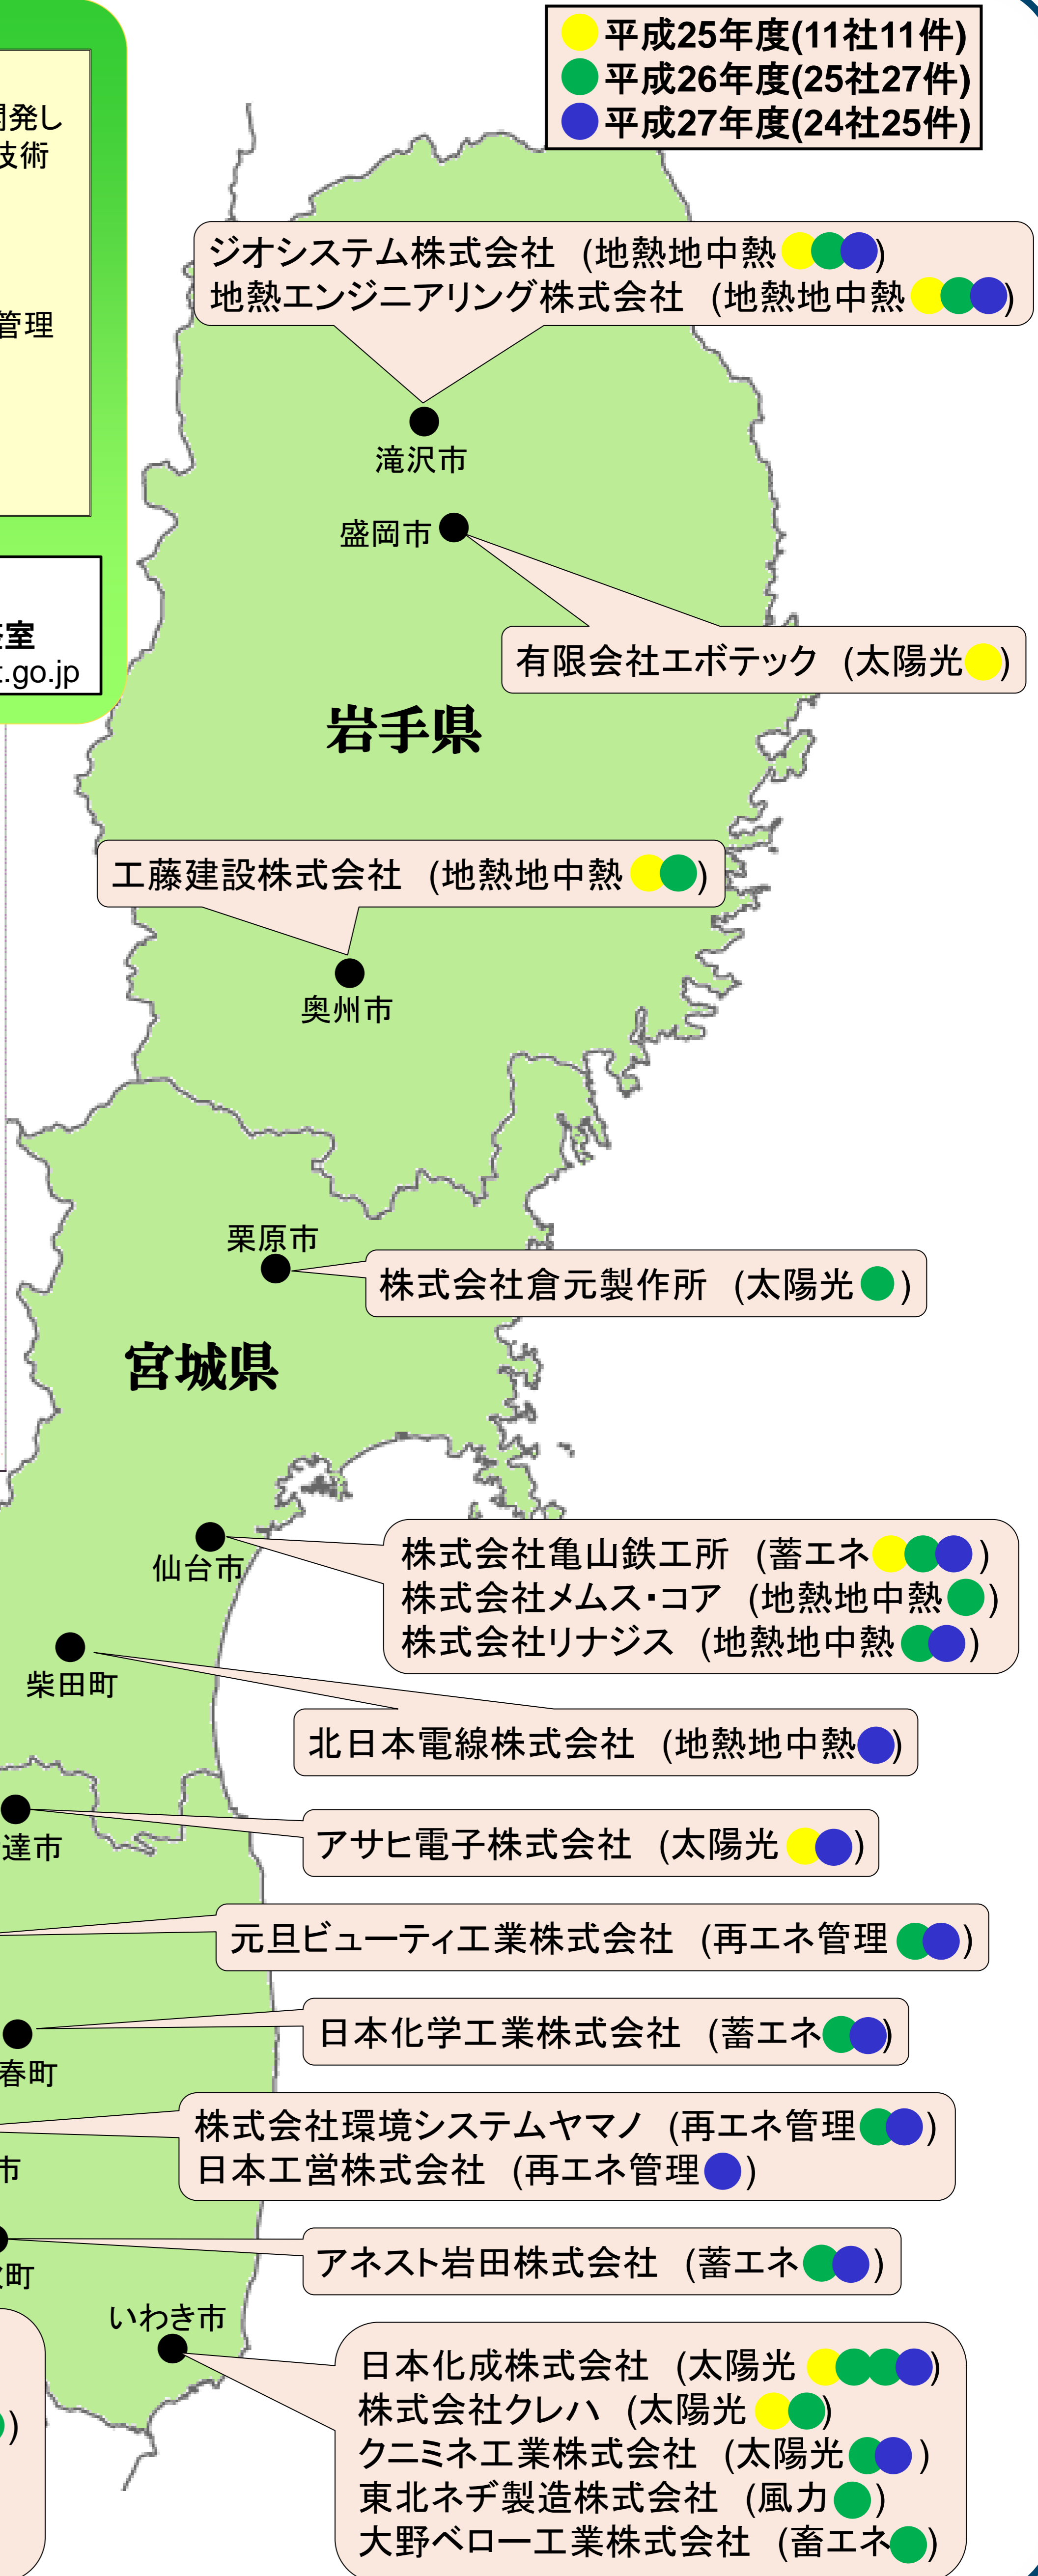 平成25年度(11社11件)
平成26年度(25社27件)
平成27年度(24社25件)
開発し
技術
管理
室
t.go.jp
ジオシステム株式会社 (地熱地中熱 )
地熱エンジニアリング株式会社 (地熱地中熱 )
滝沢市
盛岡市
有限会社エボテック (太陽光 )
岩手県
工藤建設株式会社 (地熱地中熱 )
奥州市
栗原市
株式会社倉元製作所 (太陽光 )
宮城県
仙台市
株式会社亀山鉄工所 (蓄エネ )
株式会社メムス・コア (地熱地中熱 )
株式会社リナジス (地熱地中熱 )
柴田町
北日本電線株式会社 (地熱地中熱 )
達市
アサヒ電子株式会社 (太陽光 )
元旦ビューティ工業株式会社 (再エネ管理 )
日本化学工業株式会社 (蓄エネ )
春町
株式会社環境システムヤマノ (再エネ管理 )
日本工営株式会社 (再エネ管理 )
市
アネスト岩田株式会社 (蓄エネ )
町
いわき市
日本化成株式会社 (太陽光 )
株式会社クレハ (太陽光 )
クニミネ工業株式会社 (太陽光 )
東北ネヂ製造株式会社 (風力 )
大野ベロー工業株式会社 (蓄エネ )
)